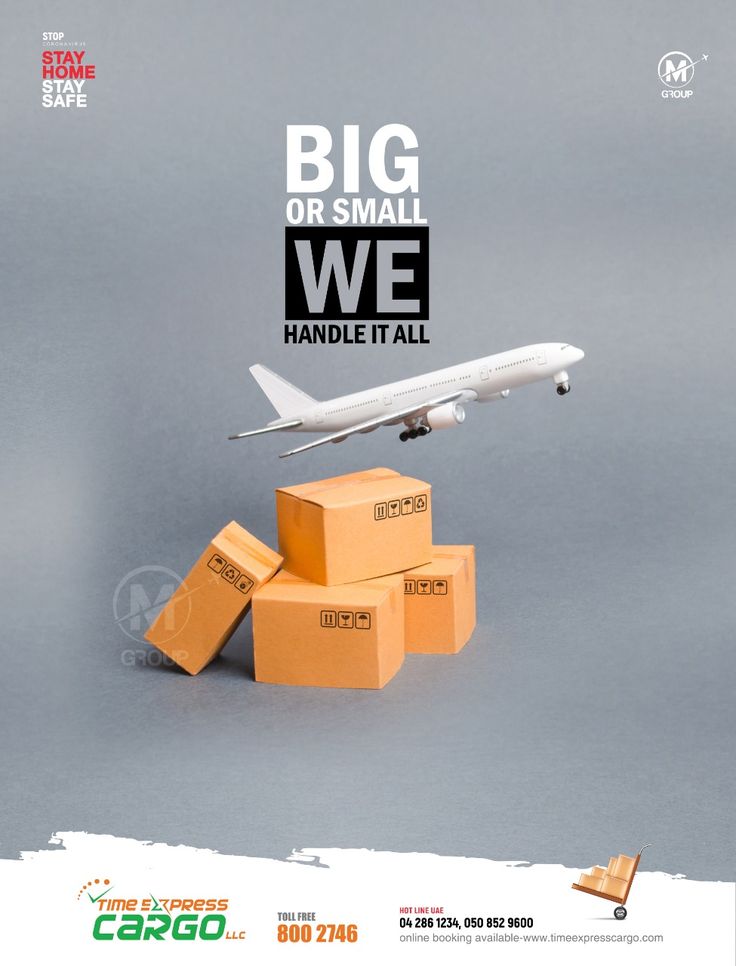 STOP
CORONAVIRUS
STAY
HOME
STAY
SAFE
M
GROUP
BIG
OR SMALL
WE
HANDLE IT ALL
M
GROUP
TIME EXPRESS
CARGO LLC
TOLL FREE
800 2746
HOT LINE UAE
04 286 1234, 050 852 9600
online booking available-www.timeexpresscargo.com